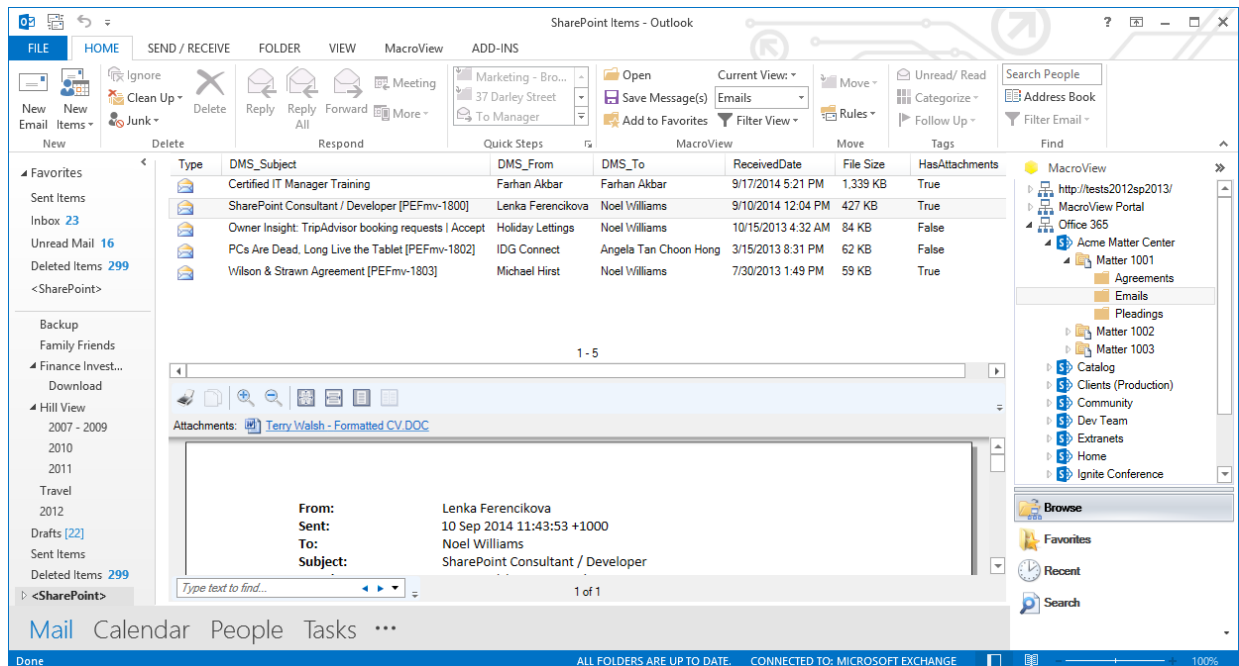 SharePoint Items - Outlook
?
FILE HOME SEND / RECEIVE FOLDER VIEW MacroView ADD-INS
New Email
New Items
New
Ignore
Clean Up
Junk
Delete
Delete
Reply
Reply All
Forward
Meeting
More
Respond
Marketing - Bro...
37 Darley Street
To Manager
Quick Steps
Open
Save Message(s)
Add to Favorites
Current View:
Emails
Filter View
MacroView
Move
Rules
Move
Unread/ Read
Categorize
Follow Up
Tags
Search People
Address Book
Filter Email
Find
Favorites
Sent Items
Inbox 23
Unread Mail 16
Deleted Items 299
<SharePoint>
Backup
Family Friends
Finance Invest...
Download
Hill View
2007 - 2009
2010
2011
Travel
2012
Drafts [22]
Sent Items
Deleted Items 299
<SharePoint>
Type DMS_Subject DMS_From DMS_To ReceivedDate File Size HasAttachments
Certified IT Manager Training Farhan Akbar Farhan Akbar 9/17/2014 5:21 PM 1,339 KB True
SharePoint Consultant / Developer [PEFmv-1800] Lenka Ferencikova Noel Williams 9/10/2014 12:04 PM 427 KB True
Owner Insight: TripAdvisor booking requests | Accept Holiday Lettings Noel Williams 10/15/2013 4:32 AM 84 KB False
PCs Are Dead, Long Live the Tablet [PEFmv-1802] IDG Connect Angela Tan Choon Hong 3/15/2013 8:31 PM 62 KB False
Wilson & Strawn Agreement [PEFmv-1803] Michael Hirst Noel Williams 7/30/2013 1:49 PM 59 KB True
1 - 5
Attachments: Terry Walsh - Formatted CV.DOC
From: Lenka Ferencikova
Sent: 10 Sep 2014 11:43:53 +1000
To: Noel Williams
Subject: SharePoint Consultant / Developer
Type text to find...
1 of 1
MacroView
http://tests2012sp2013/
MacroView Portal
Office 365
Acme Matter Center
Matter 1001
Agreements
Emails
Pleadings
Matter 1002
Matter 1003
Catalog
Clients (Production)
Community
Dev Team
Extranets
Home
Ignite Conference
Browse
Favorites
Recent
Search
Mail Calendar People Tasks
Done ALL FOLDERS ARE UP TO DATE. CONNECTED TO: MICROSOFT EXCHANGE 100%